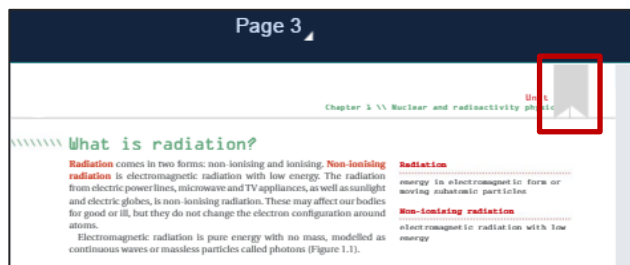 Page 3
Unit
Chapter 1 \\ Nuclear and radioactivity physic
\\\\\\\\ What is radiation?
Radiation comes in two forms: non-ionising and ionising. Non-ionising
radiation is electromagnetic radiation with low energy. The radiation
from electric power lines, microwave and TV appliances, as well as sunlight
and electric globes, is non-ionising radiation. These may affect our bodies
for good or ill, but they do not change the electron configuration around
atoms.
Electromagnetic radiation is pure energy with no mass, modelled as
continuous waves or massless particles called photons (Figure 1.1).
Radiation
energy in electromagnetic form or
moving subatomic particles
Non-ionising radiation
electromagnetic radiation with low
energy